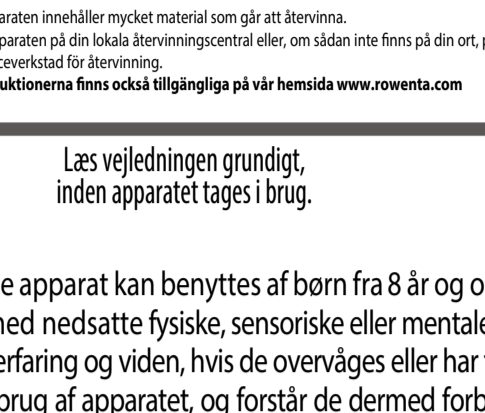 araten innehåller mycket material som går att återvinna.
paraten på din lokala återvinningscentral eller, om sådan inte finns på din ort, p
ceverkstad för återvinning.
uktionerna finns också tillgängliga på vår hemsida www.rowenta.com
Læs vejledningen grundigt,
inden apparatet tages i brug.
e apparat kan benyttes af børn fra 8 år og o
ned nedsatte fysiske, sensoriske eller mentale
erfaring og viden, hvis de overvåges eller har
brug af apparatet, og forstår de dermed forb